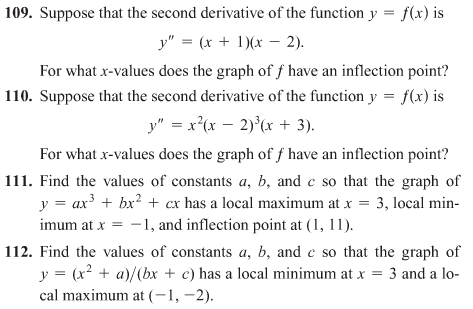 109. Suppose that the second derivative of the function y = f(x) is
y″ = (x + 1)(x − 2).
For what x-values does the graph of f have an inflection point?
110. Suppose that the second derivative of the function y = f(x) is
y″ = x²(x − 2)³(x + 3).
For what x-values does the graph of f have an inflection point?
111. Find the values of constants a, b, and c so that the graph of
y = ax³ + bx² + cx has a local maximum at x = 3, local min-
imum at x = −1, and inflection point at (1, 11).
112. Find the values of constants a, b, and c so that the graph of
y = (x² + a)/(bx + c) has a local minimum at x = 3 and a lo-
cal maximum at (−1, −2).